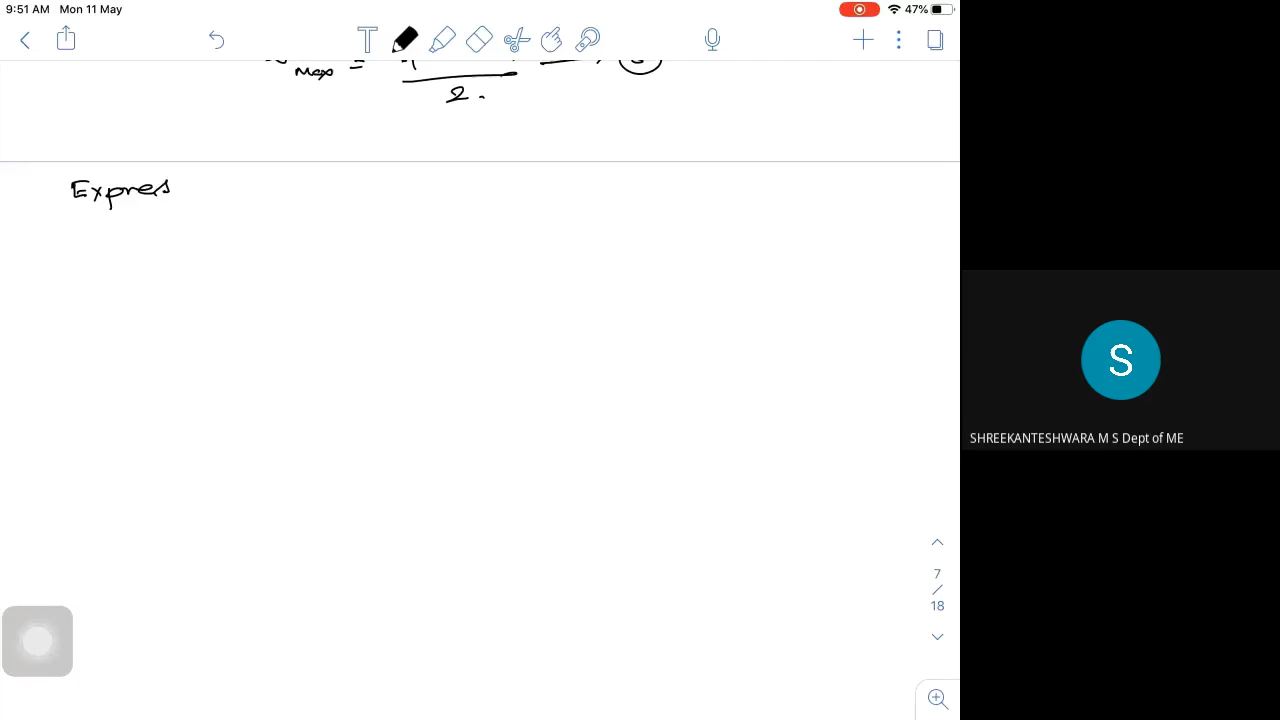 9:51 AM Mon 11 May
47%
Max =
2.
Expres
7
/
18
S
SHREEKANTESHWARA M S Dept of ME